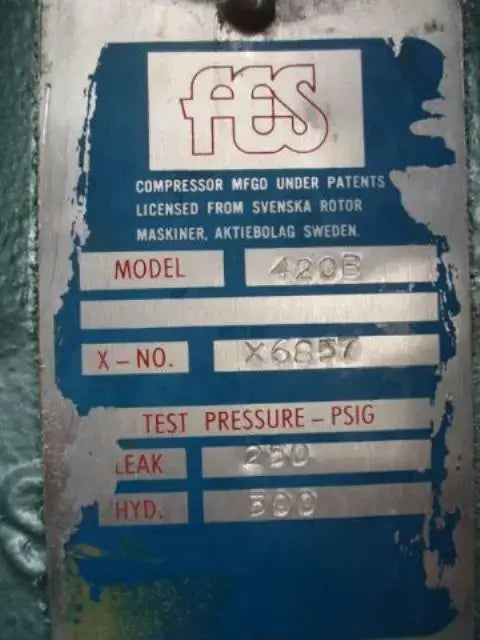 FES
COMPRESSOR MFGD UNDER PATENTS
LICENSED FROM SVENSKA ROTOR
MASKINER, AKTIEBOLAG SWEDEN.
MODEL 420B
X-NO. X6857
TEST PRESSURE-PSIG
LEAK 250
HYD. 300